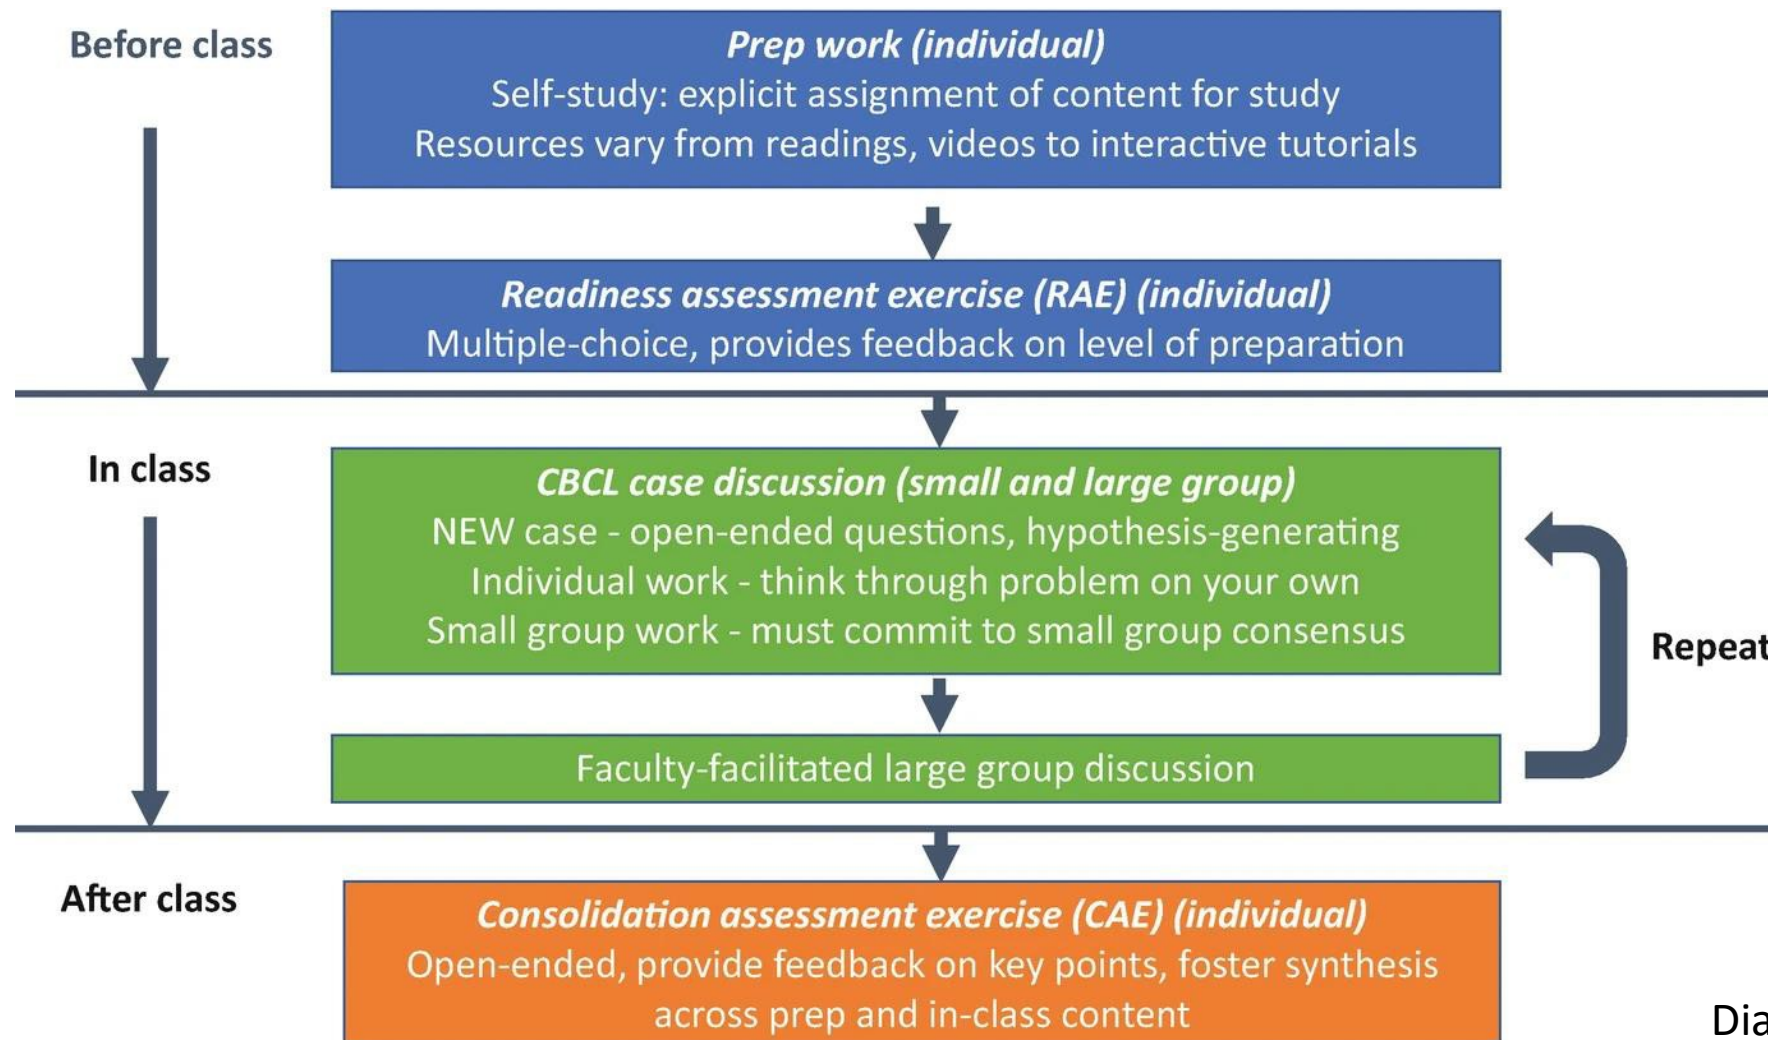 Before class
Prep work (individual)
Self-study: explicit assignment of content for study
Resources vary from readings, videos to interactive tutorials
Readiness assessment exercise (RAE) (individual)
Multiple-choice, provides feedback on level of preparation
In class
CBCL case discussion (small and large group)
NEW case - open-ended questions, hypothesis-generating
Individual work - think through problem on your own
Small group work - must commit to small group consensus
Repeat
Faculty-facilitated large group discussion
After class
Consolidation assessment exercise (CAE) (individual)
Open-ended, provide feedback on key points, foster synthesis
across prep and in-class content
Dia